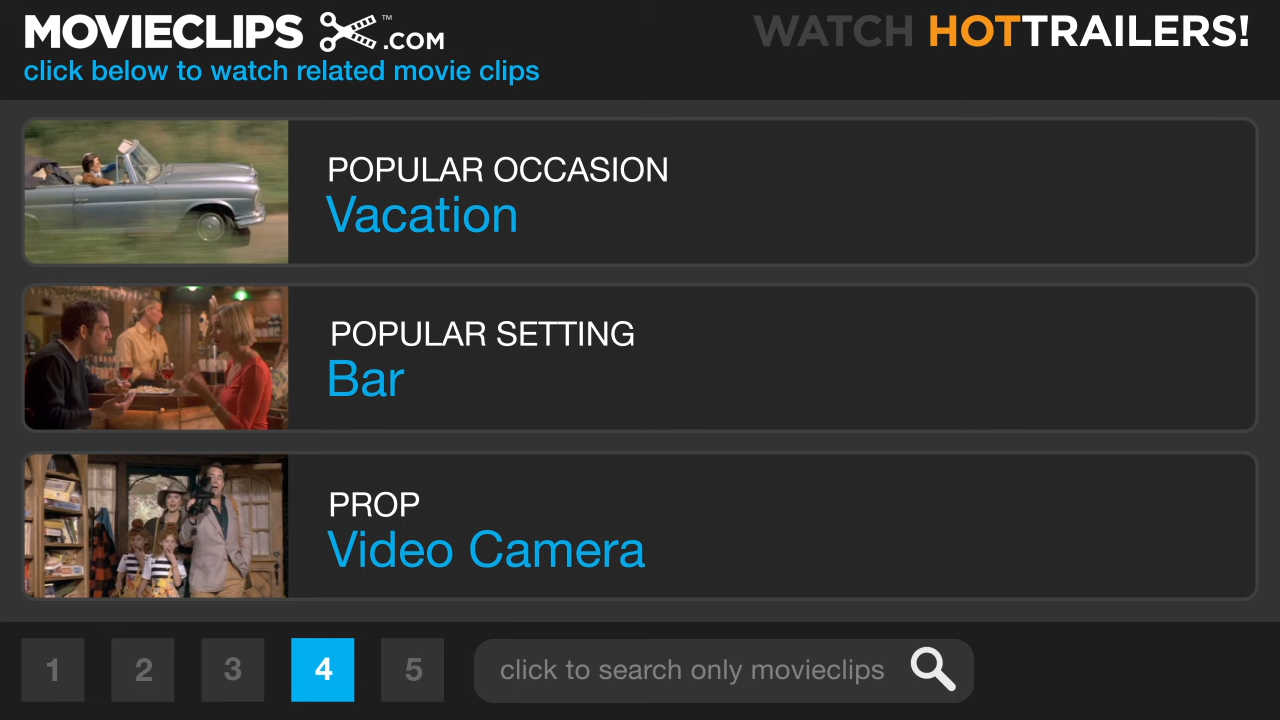 MOVIECLIPS ™ .COM
WATCH HOTTRAILERS!
click below to watch related movie clips
POPULAR OCCASION
Vacation
POPULAR SETTING
Bar
PROP
Video Camera
1 2 3 4 5
click to search only movieclips